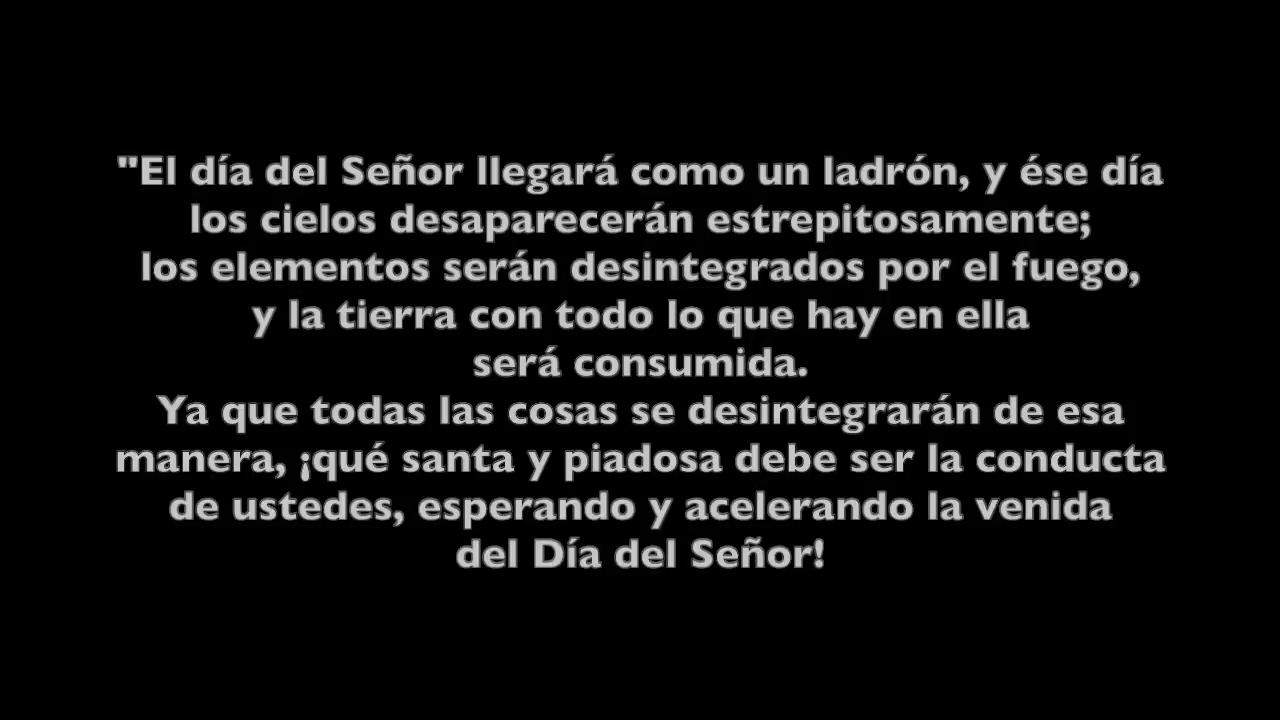 "El día del Señor llegará como un ladrón, y ése día
los cielos desaparecerán estrepitosamente;
los elementos serán desintegrados por el fuego,
y la tierra con todo lo que hay en ella
será consumida.
Ya que todas las cosas se desintegrarán de esa
manera, ¡qué santa y piadosa debe ser la conducta
de ustedes, esperando y acelerando la venida
del Día del Señor!